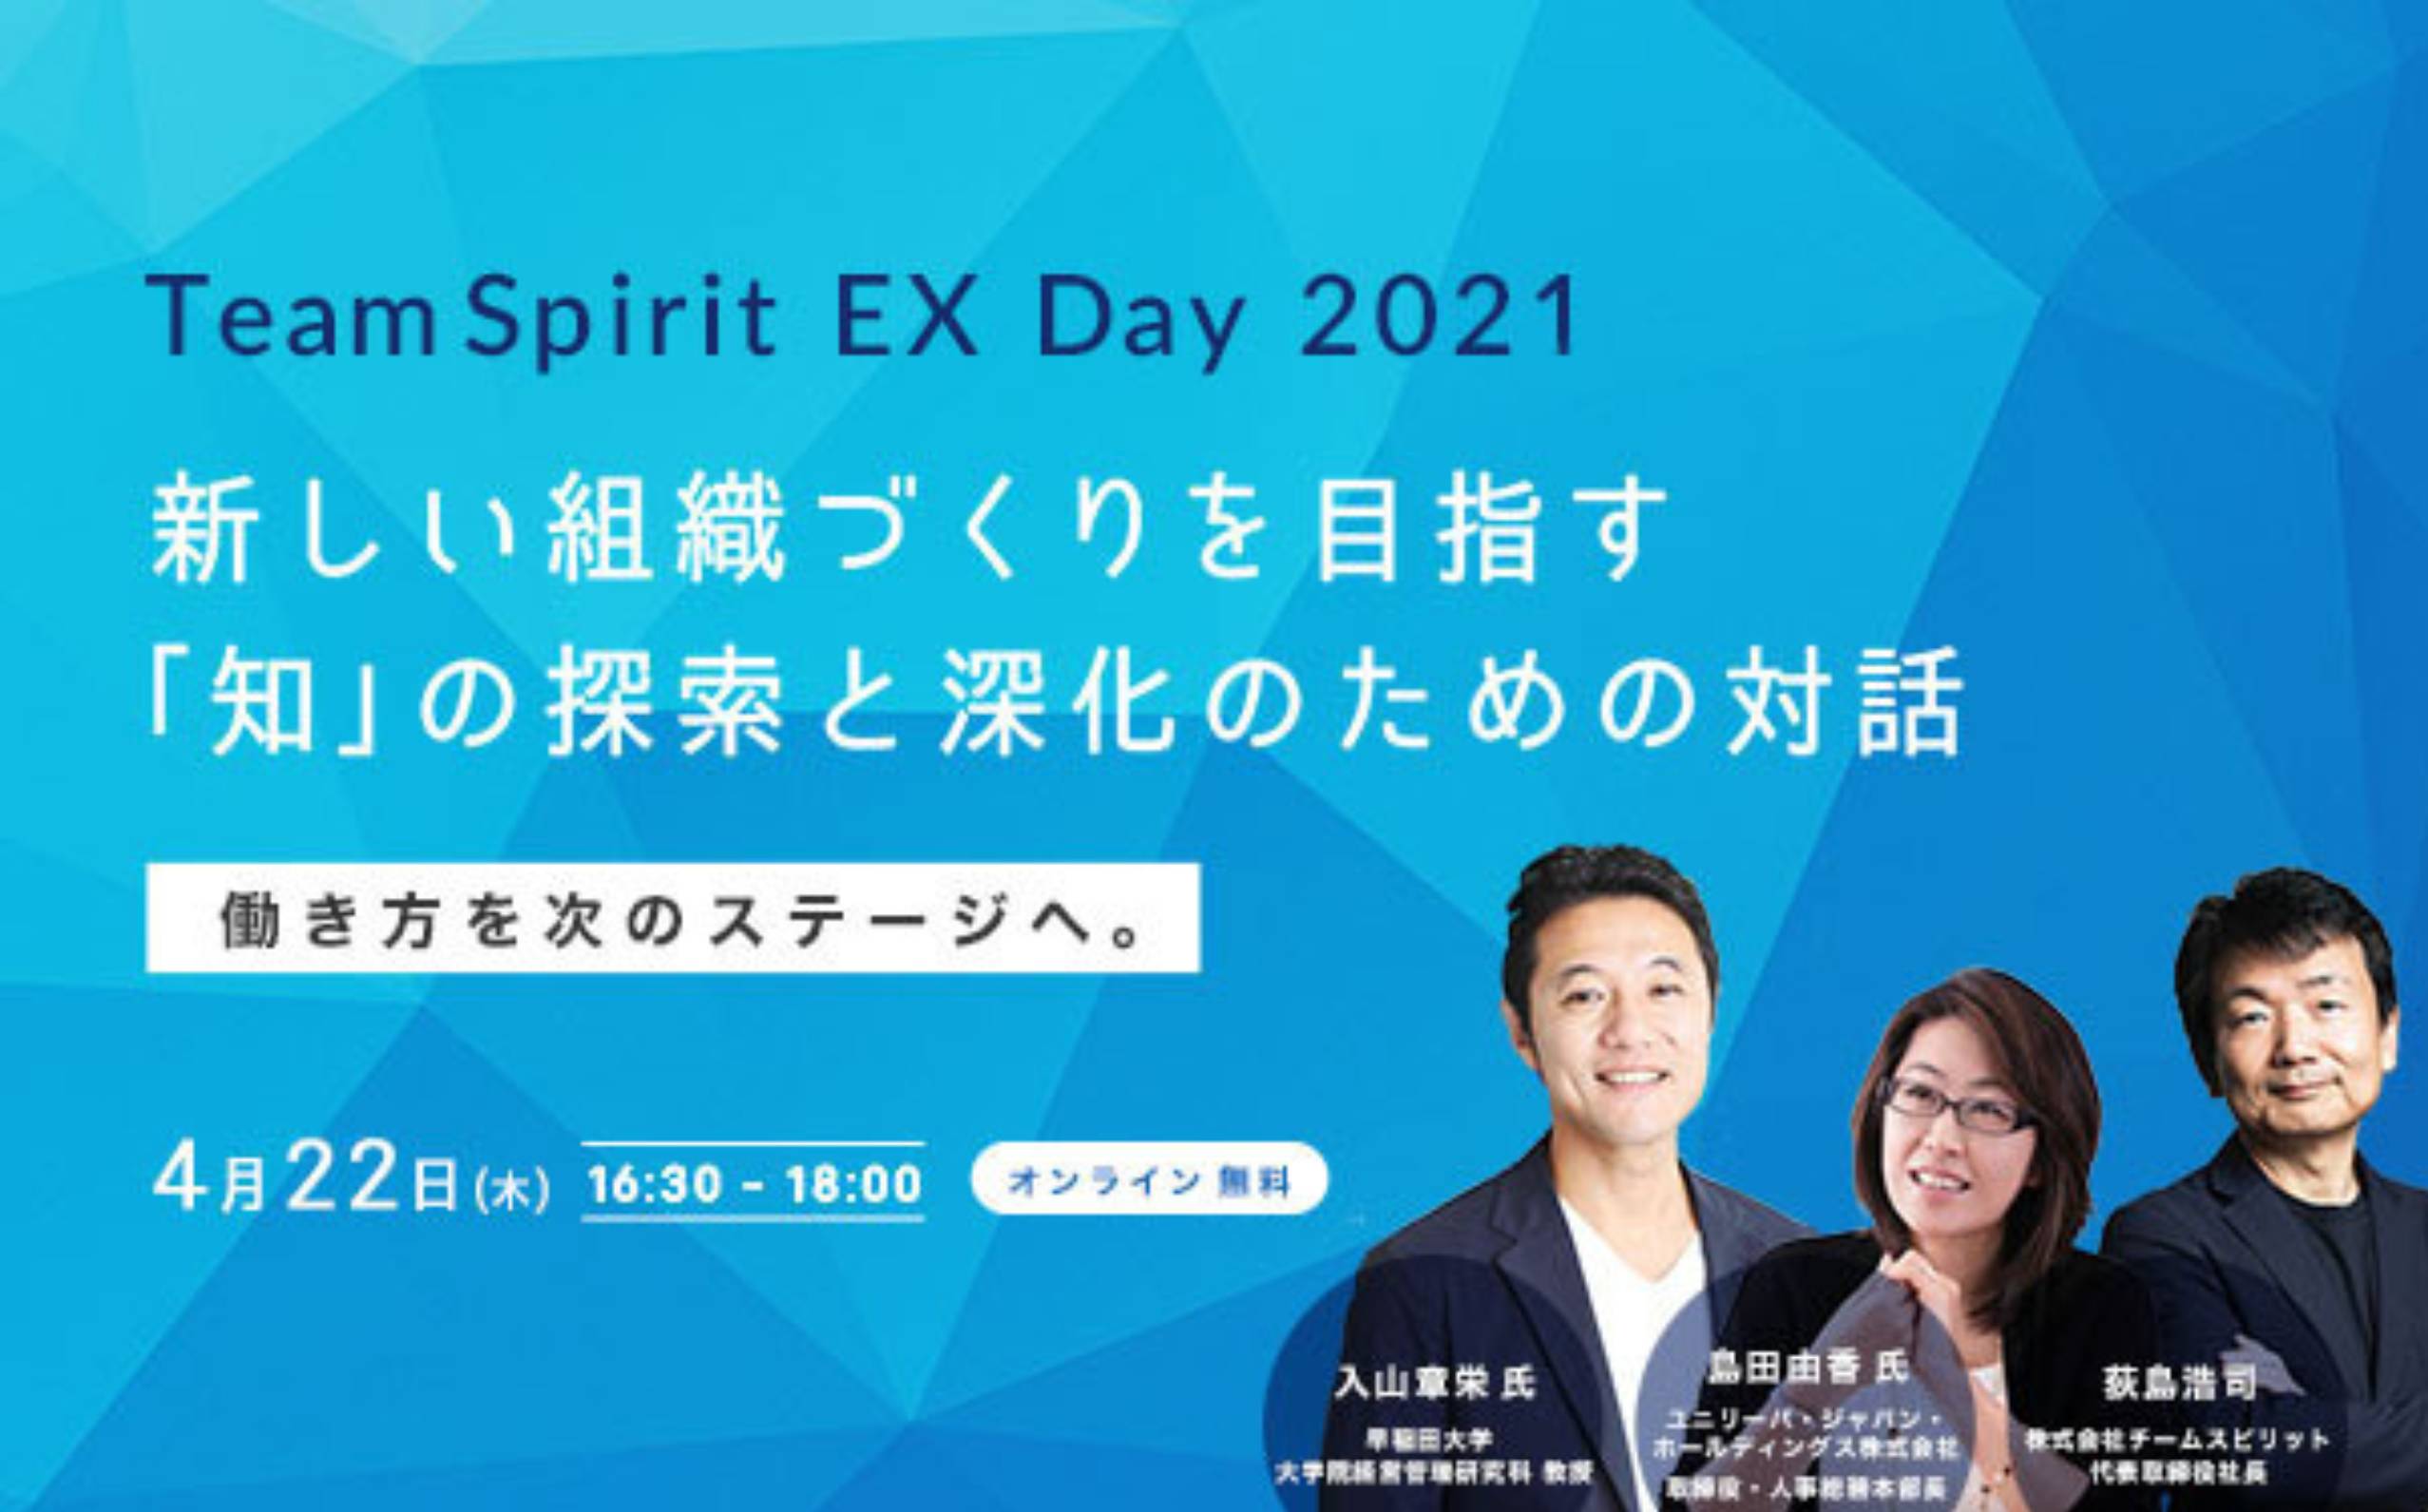 TeamSpirit EX Day 2021
新しい組織づくりを目指す
「知」の探索と深化のための対話
働き方を次のステージへ。
4月22日(木) 16:30 - 18:00 オンライン 無料
入山章栄 氏
早稲田大学
大学院経営管理研究科 教授
島田由香 氏
ユニリーバ・ジャパン・
ホールディングス株式会社
取締役・人事総務本部長
荻島浩司
株式会社チームスピリット
代表取締役社長